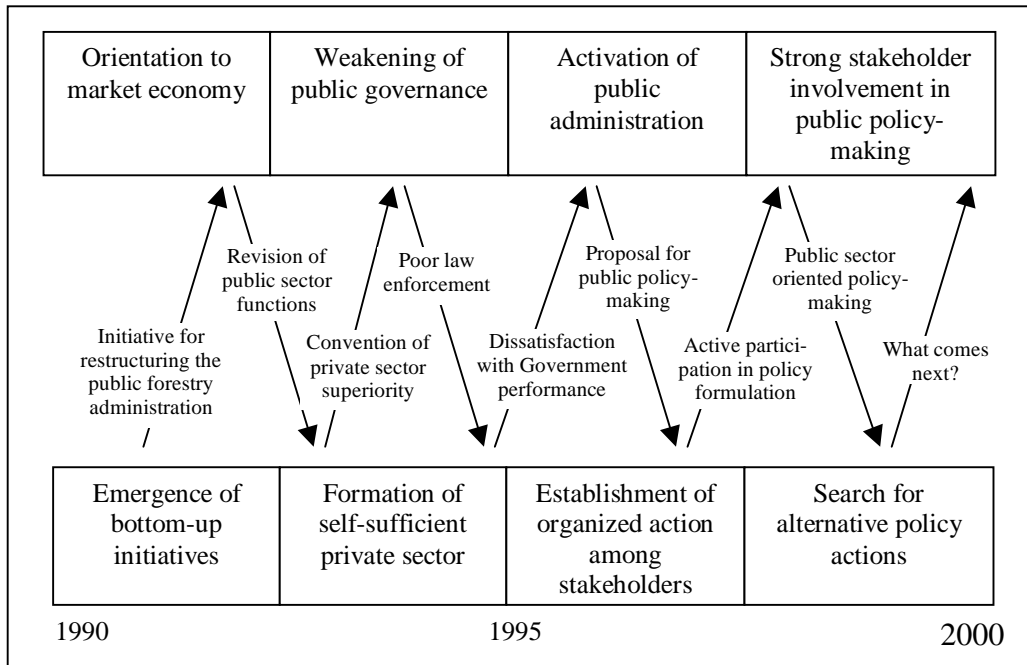 Orientation to
market economy
Weakening of
public governance
Activation of
public
administration
Strong stakeholder
involvement in
public policy-
making
Revision of
public sector
functions
Poor law
enforcement
Proposal for
public policy-
making
Public sector
oriented policy-
making
Initiative for
restructuring the
public forestry
administration
Convention of
private sector
superiority
Dissatisfaction
with Government
performance
Active partici-
pation in policy
formulation
What comes
next?
Emergence of
bottom-up
initiatives
Formation of
self-sufficient
private sector
Establishment of
organized action
among
stakeholders
Search for
alternative policy
actions
1990
1995
2000